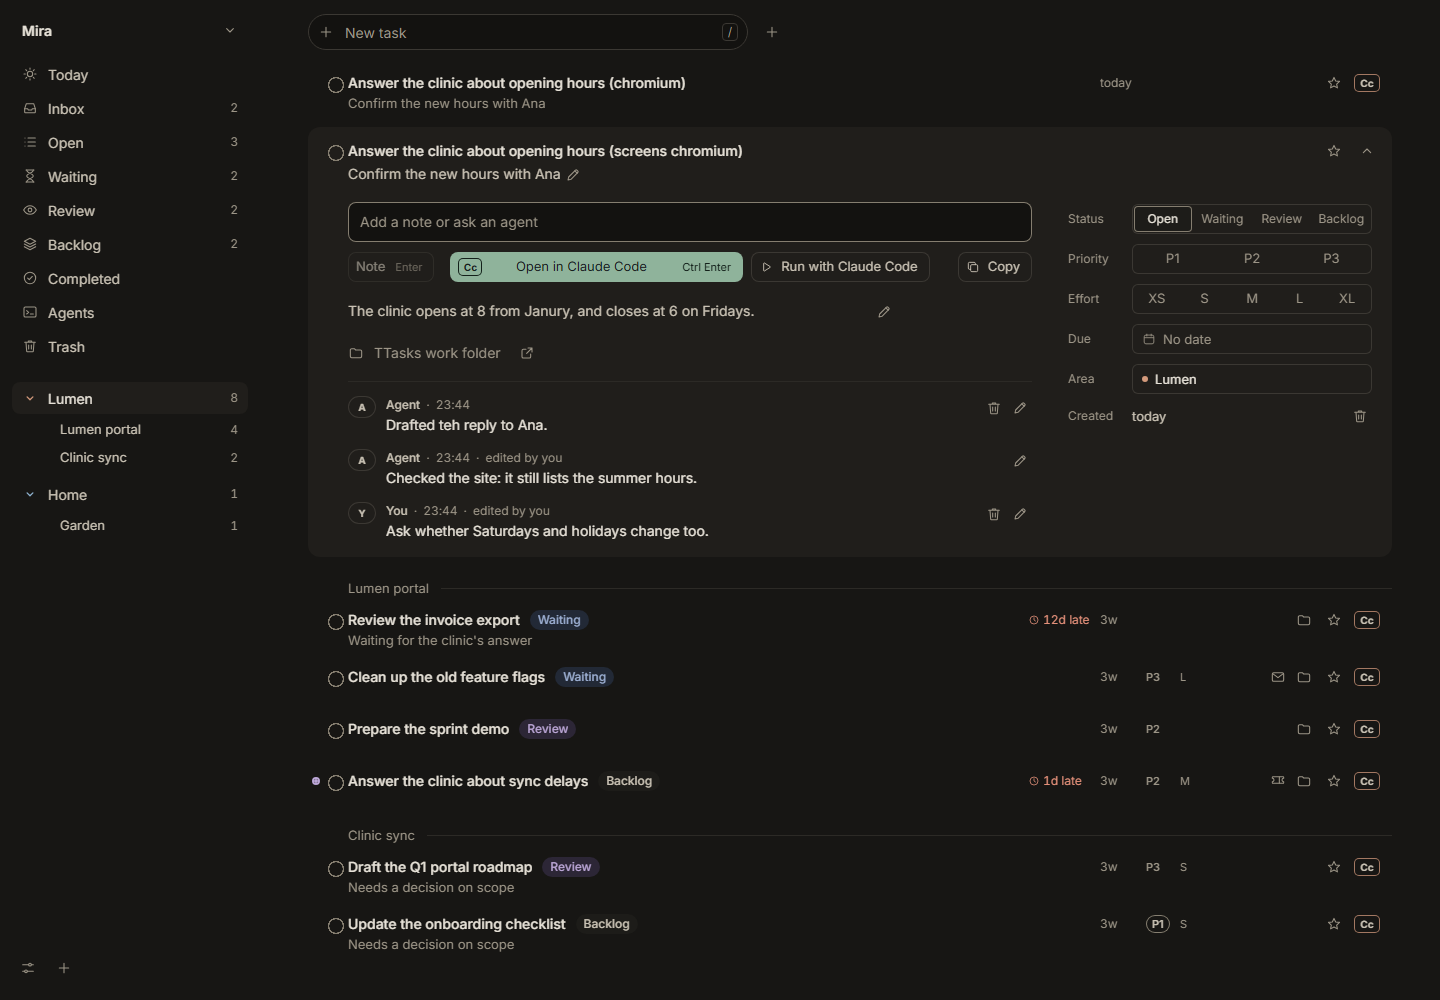 Mira
Today
Inbox 2
Open 3
Waiting 2
Review 2
Backlog 2
Completed
Agents
Trash
Lumen 8
Lumen portal 4
Clinic sync 2
Home 1
Garden 1
New task /
Answer the clinic about opening hours (chromium) today Cc
Confirm the new hours with Ana
Answer the clinic about opening hours (screens chromium)
Confirm the new hours with Ana
Add a note or ask an agent
Note Enter Cc Open in Claude Code Ctrl Enter Run with Claude Code Copy
The clinic opens at 8 from Janury, and closes at 6 on Fridays.
TTasks work folder
A Agent · 23:44
Drafted teh reply to Ana.
A Agent · 23:44 · edited by you
Checked the site: it still lists the summer hours.
Y You · 23:44 · edited by you
Ask whether Saturdays and holidays change too.
Status Open Waiting Review Backlog
Priority P1 P2 P3
Effort XS S M L XL
Due No date
Area Lumen
Created today
Lumen portal
Review the invoice export Waiting 12d late 3w Cc
Waiting for the clinic's answer
Clean up the old feature flags Waiting 3w P3 L Cc
Prepare the sprint demo Review 3w P2 Cc
Answer the clinic about sync delays Backlog 1d late 3w P2 M Cc
Clinic sync
Draft the Q1 portal roadmap Review 3w P3 S Cc
Needs a decision on scope
Update the onboarding checklist Backlog 3w P1 S Cc
Needs a decision on scope